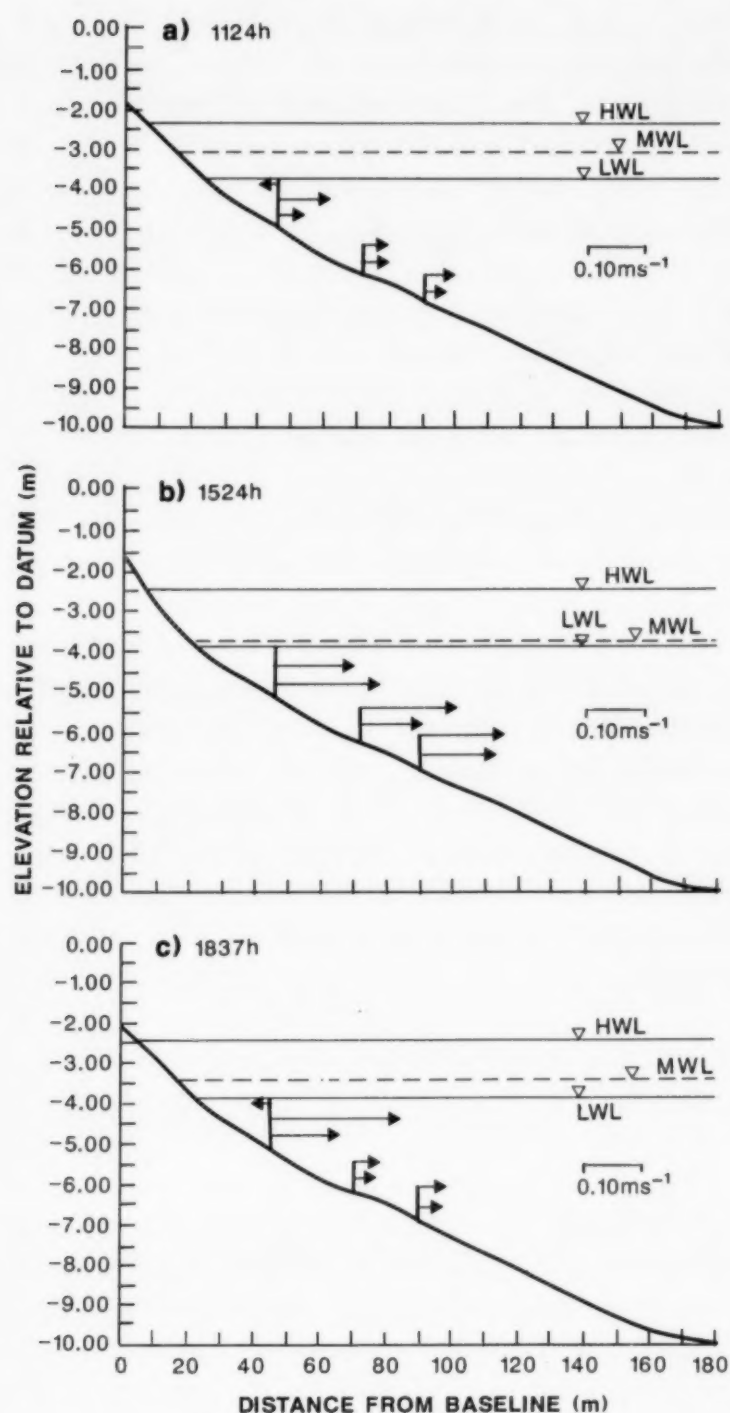 a) 1124h
0.00
-1.00
-2.00
-3.00
-4.00
-5.00
-6.00
-7.00
-8.00
-9.00
-10.00
HWL
MWL
LWL
0.10ms⁻¹
ELEVATION RELATIVE TO DATUM (m)
b) 1524h
0.00
-1.00
-2.00
-3.00
-4.00
-5.00
-6.00
-7.00
-8.00
-9.00
-10.00
HWL
LWL
MWL
0.10ms⁻¹
c) 1837h
0.00
-1.00
-2.00
-3.00
-4.00
-5.00
-6.00
-7.00
-8.00
-9.00
-10.00
HWL
MWL
LWL
0.10ms⁻¹
0 20 40 60 80 100 120 140 160 180
DISTANCE FROM BASELINE (m)